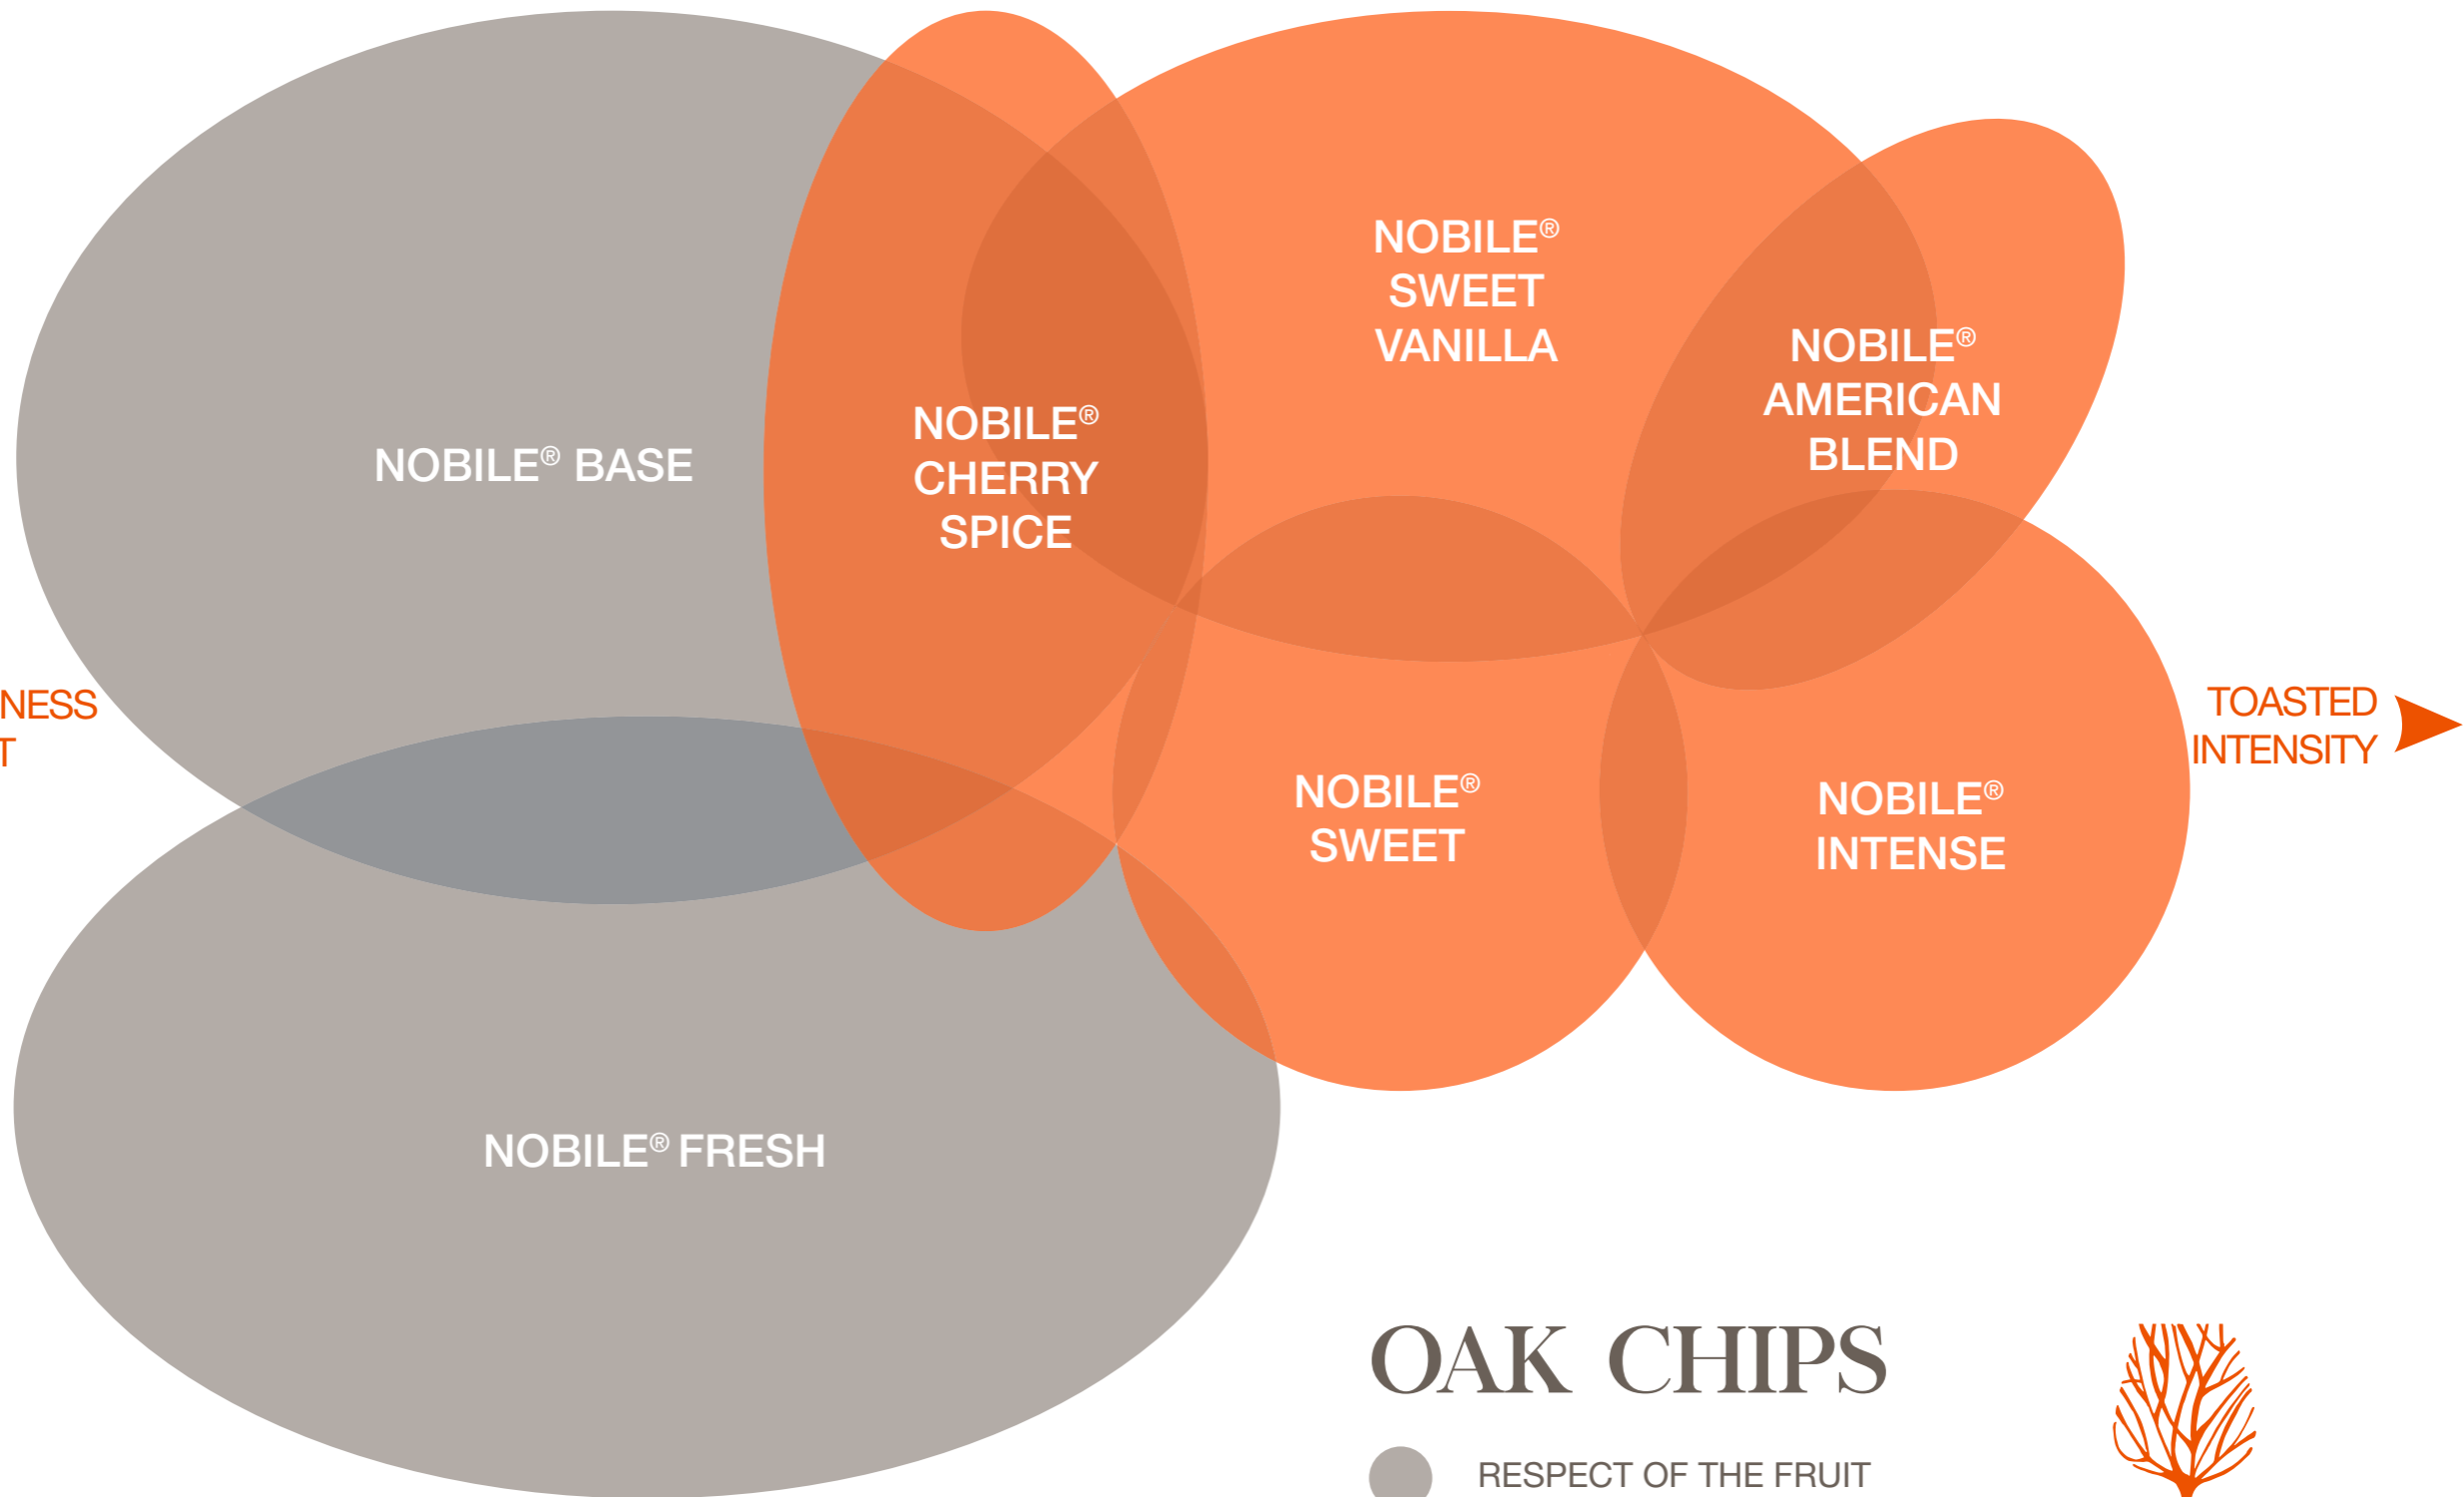 NOBILE®
SWEET
VANILLA
NOBILE®
AMERICAN
BLEND
NOBILE®
CHERRY
SPICE
NOBILE® BASE
NESS
T
TOASTED
INTENSITY
NOBILE®
SWEET
NOBILE®
INTENSE
NOBILE® FRESH
OAK CHIPS
RESPECT OF THE FRUIT